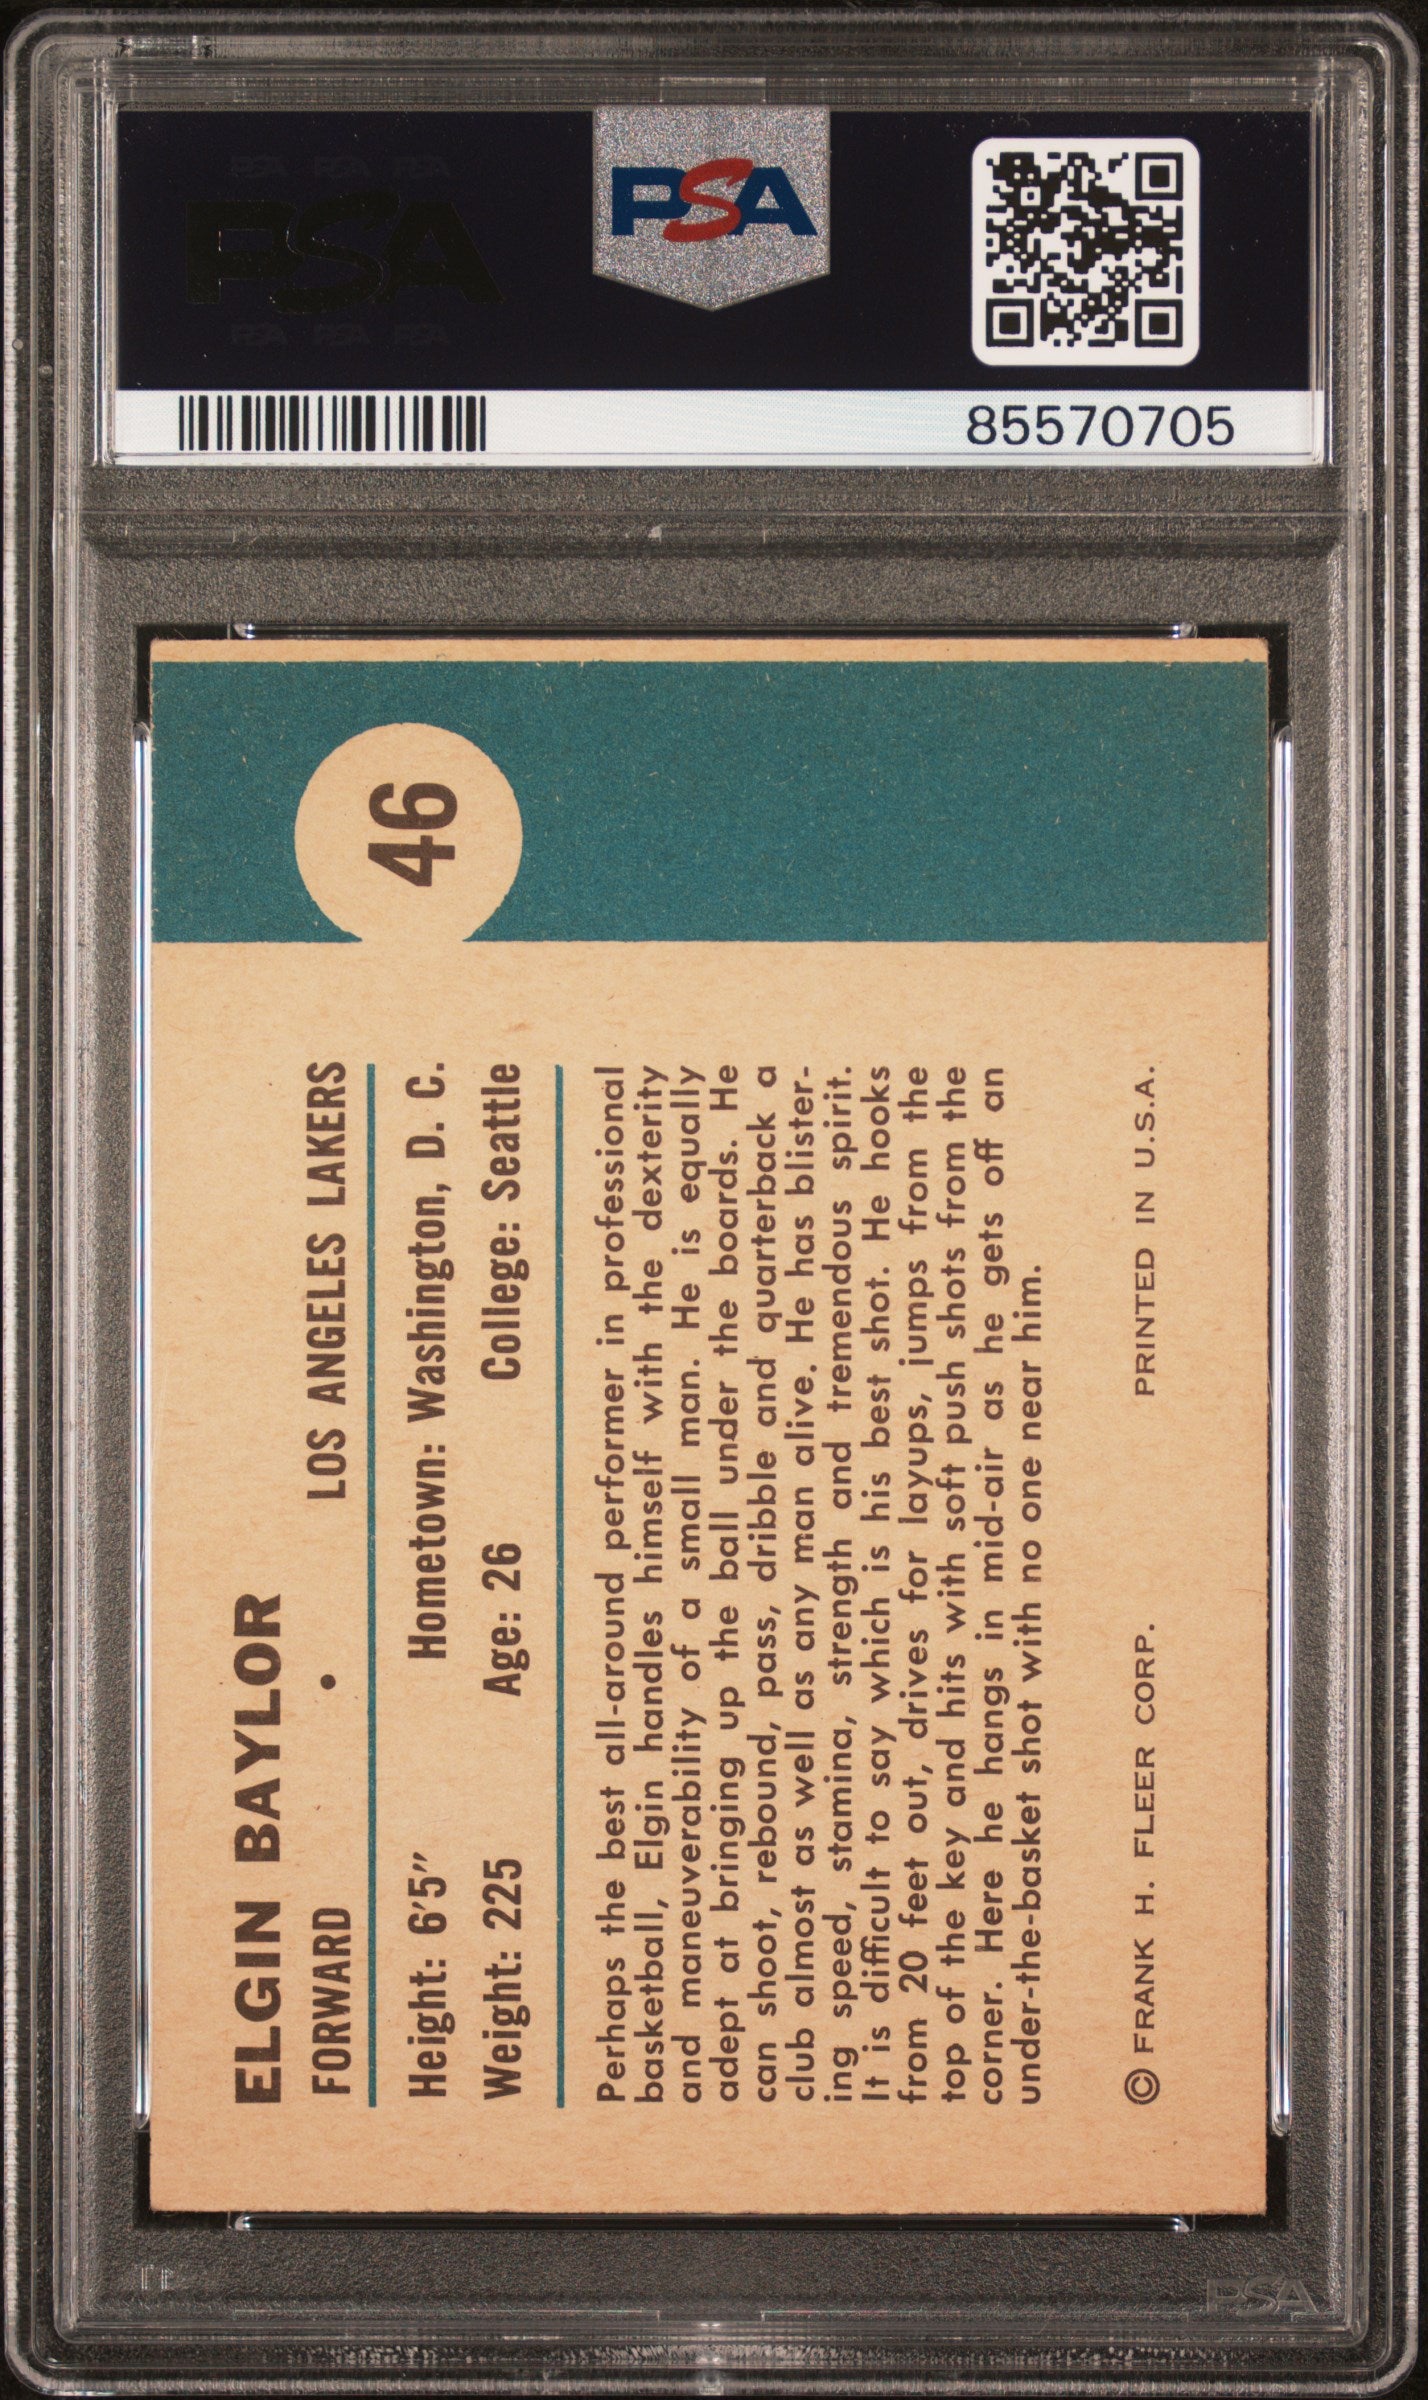 PSA PSA PSA
PSA
PSA PSA PSA
PSA
85570705
46
ELGIN BAYLOR
FORWARD • LOS ANGELES LAKERS
Height: 6'5" Hometown: Washington, D. C.
Weight: 225 Age: 26 College: Seattle
Perhaps the best all-around performer in professional
basketball, Elgin handles himself with the dexterity
and maneuverability of a small man. He is equally
adept at bringing up the ball under the boards. He
can shoot, rebound, pass, dribble and quarterback a
club almost as well as any man alive. He has blister-
ing speed, stamina, strength and tremendous spirit.
It is difficult to say which is his best shot. He hooks
from 20 feet out, drives for layups, jumps from the
top of the key and hits with soft push shots from the
corner. Here he hangs in mid-air as he gets off an
under-the-basket shot with no one near him.
© FRANK H. FLEER CORP. PRINTED IN U.S.A.
PSA